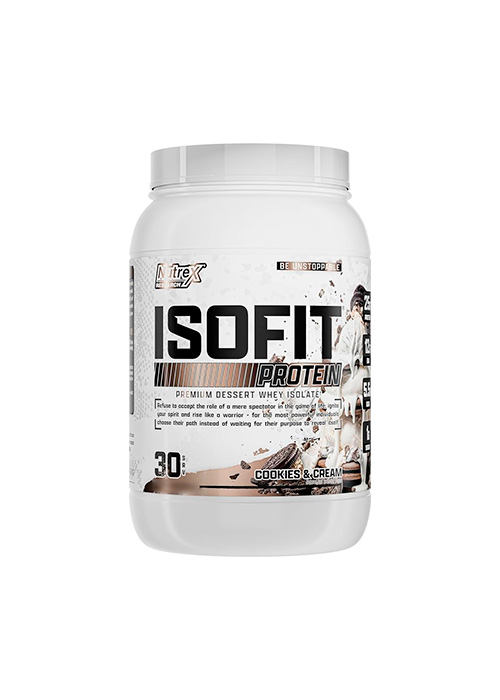 Nutrex
RESEARCH
BE UNSTOPPABLE
ISOFIT
PROTEIN
PREMIUM DESSERT WHEY ISOLATE
Refuse to accept the role of a mere spectator in the game of life, ignite
your spirit and rise like a warrior - for the most powerful individuals
choose their path instead of waiting for their purpose to reveal itself
30 SRV
COOKIES & CREAM